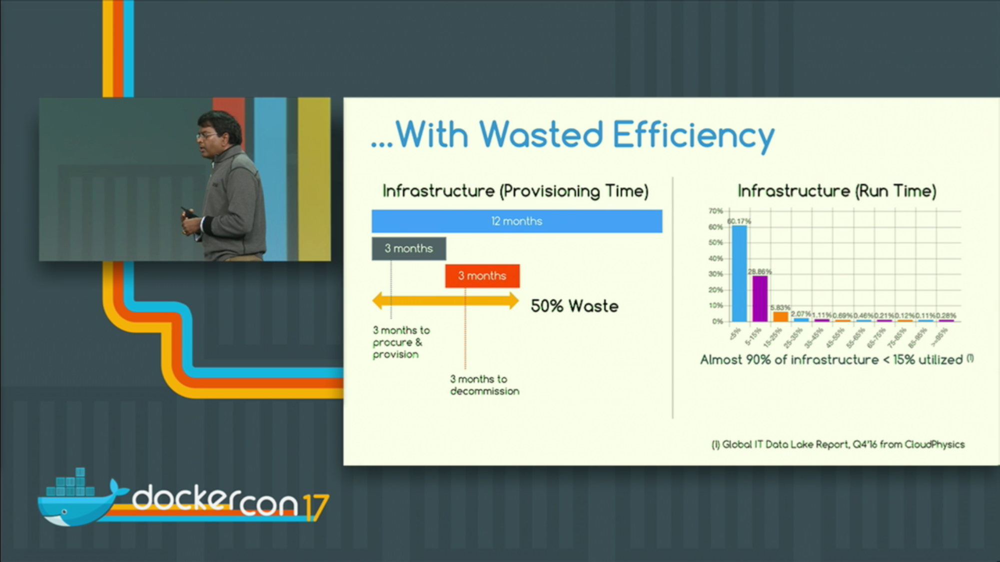 ...With Wasted Efficiency
Infrastructure (Provisioning Time)
12 months
3 months
3 months
50% Waste
3 months to
procure &
provision
3 months to
decommission
Infrastructure (Run Time)
70%
60%
50%
40%
30%
20%
10%
0%
60.17%
28.86%
5.83%
2.07%
1.11%
0.69%
0.46%
0.21%
0.12%
0.11%
0.28%
<5%
5-15%
15-25%
25-35%
35-45%
45-55%
55-65%
65-75%
75-85%
85-95%
>=95%
Almost 90% of infrastructure < 15% utilized (1)
(1) Global IT Data Lake Report, Q4'16 from CloudPhysics
dockercon 17